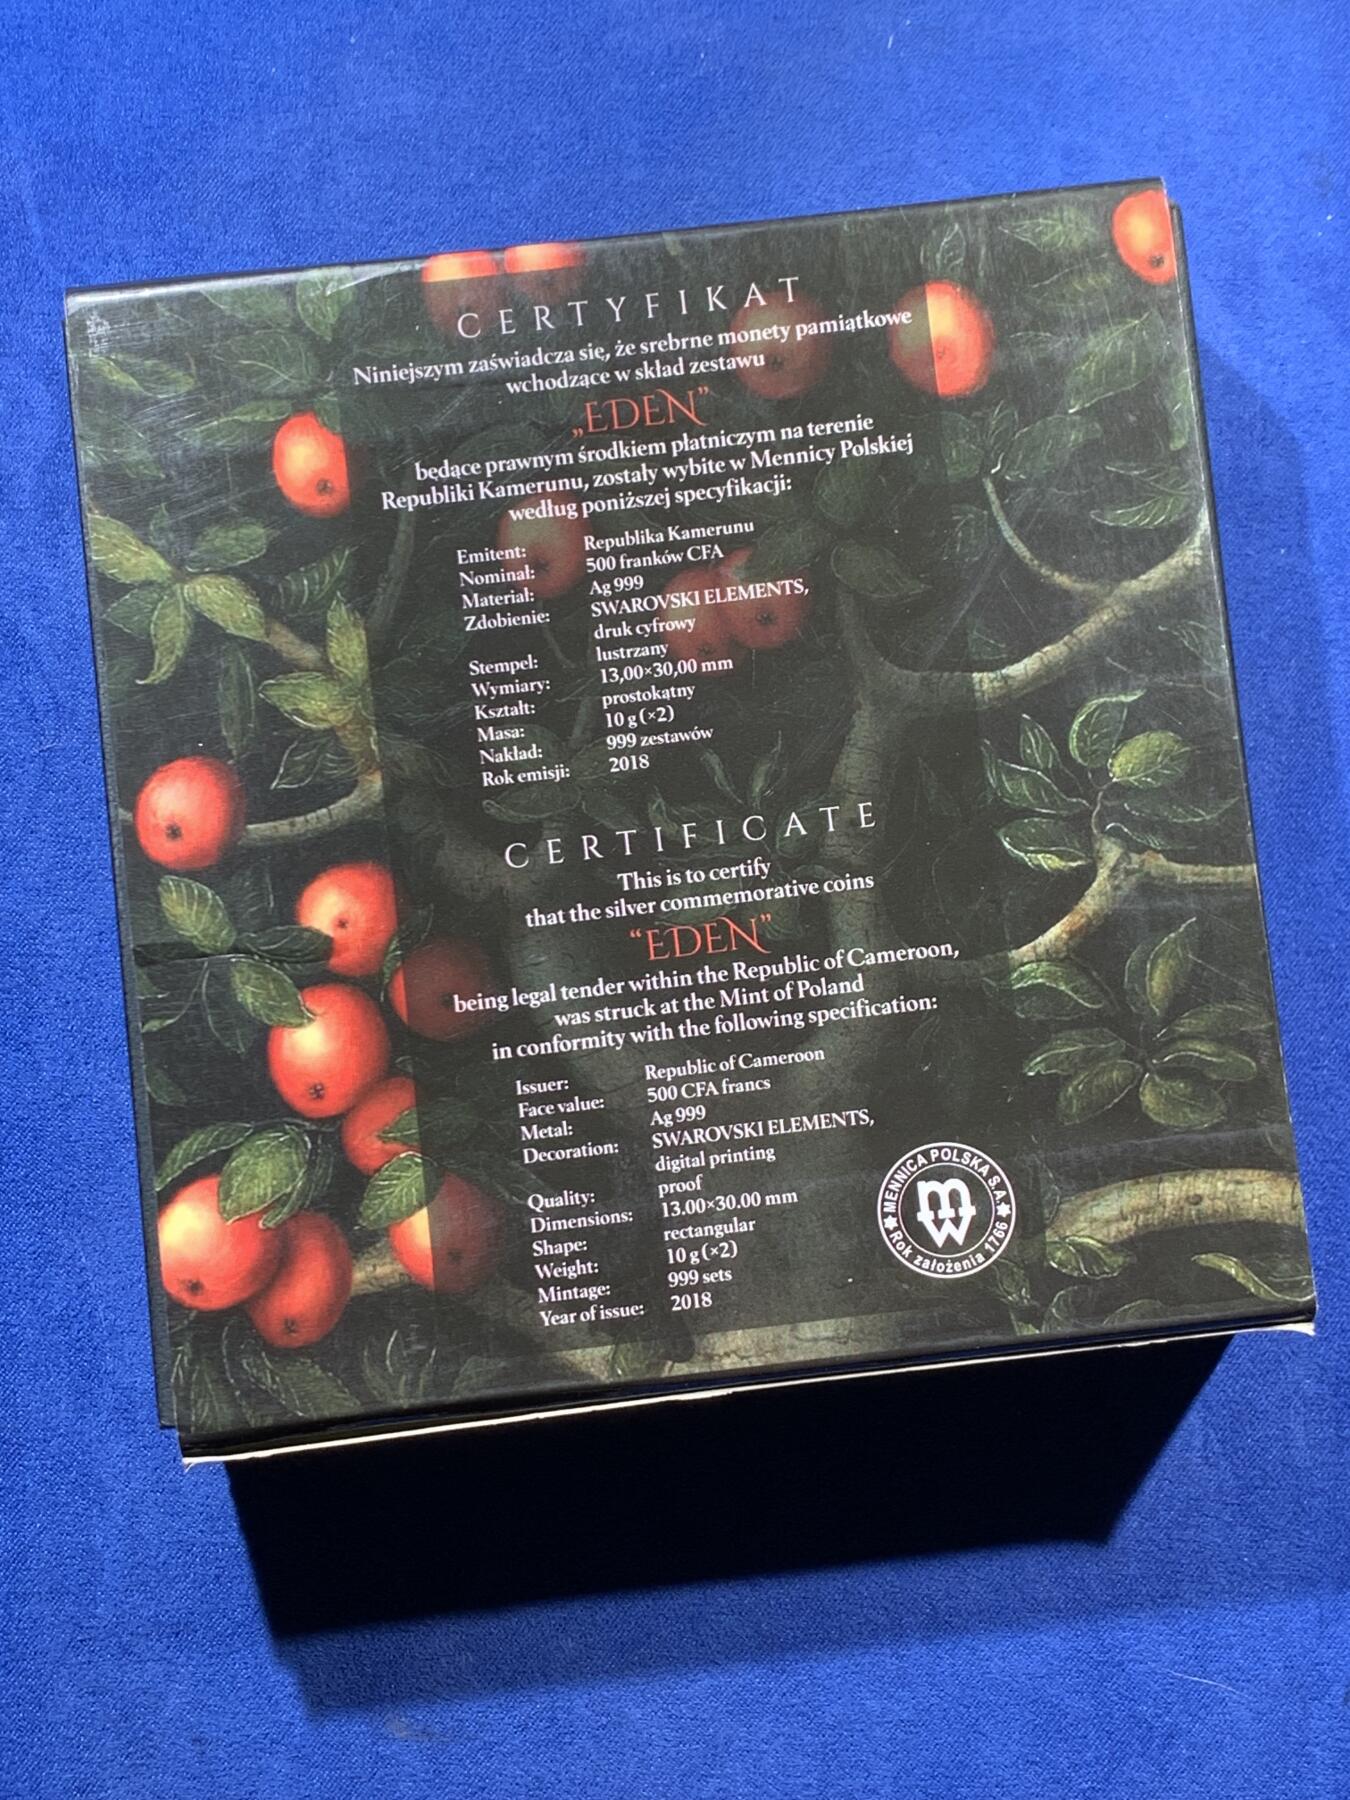 CERTYFIKAT
Niniejszym zaświadcza się, że srebrne monety pamiątkowe
wchodzące w skład zestawu
„EDEN”
będące prawnym środkiem płatniczym na terenie
Republiki Kamerunu, zostały wybite w Mennicy Polskiej
według poniższej specyfikacji:
Emitent: Republika Kamerunu
Nominał: 500 franków CFA
Materiał: Ag 999
Zdobienie: SWAROVSKI ELEMENTS,
druk cyfrowy
Stempel: lustrzany
Wymiary: 13,00×30,00 mm
Kształt: prostokątny
Masa: 10 g (×2)
Nakład: 999 zestawów
Rok emisji: 2018
CERTIFICATE
This is to certify
that the silver commemorative coins
“EDEN”
being legal tender within the Republic of Cameroon,
was struck at the Mint of Poland
in conformity with the following specification:
Issuer: Republic of Cameroon
Face value: 500 CFA francs
Metal: Ag 999
Decoration: SWAROVSKI ELEMENTS,
digital printing
Quality: proof
Dimensions: 13.00×30.00 mm
Shape: rectangular
Weight: 10 g (×2)
Mintage: 999 sets
Year of issue: 2018
MENNICA POLSKA S.A.
mw
Rok założenia 1766